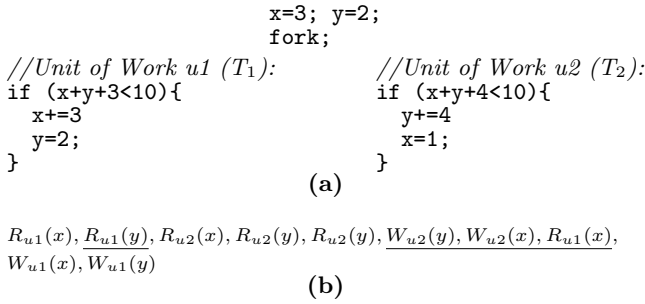 x=3; y=2;
fork;
//Unit of Work u1 (T₁):
if (x+y+3<10){
x+=3
y=2;
}
//Unit of Work u2 (T₂):
if (x+y+4<10){
y+=4
x=1;
}
(a)
Rᵤ₁(x), Rᵤ₁(y), Rᵤ₂(x), Rᵤ₂(y), Rᵤ₂(y), Wᵤ₂(y), Wᵤ₂(x), Rᵤ₁(x),
Wᵤ₁(x), Wᵤ₁(y)
(b)